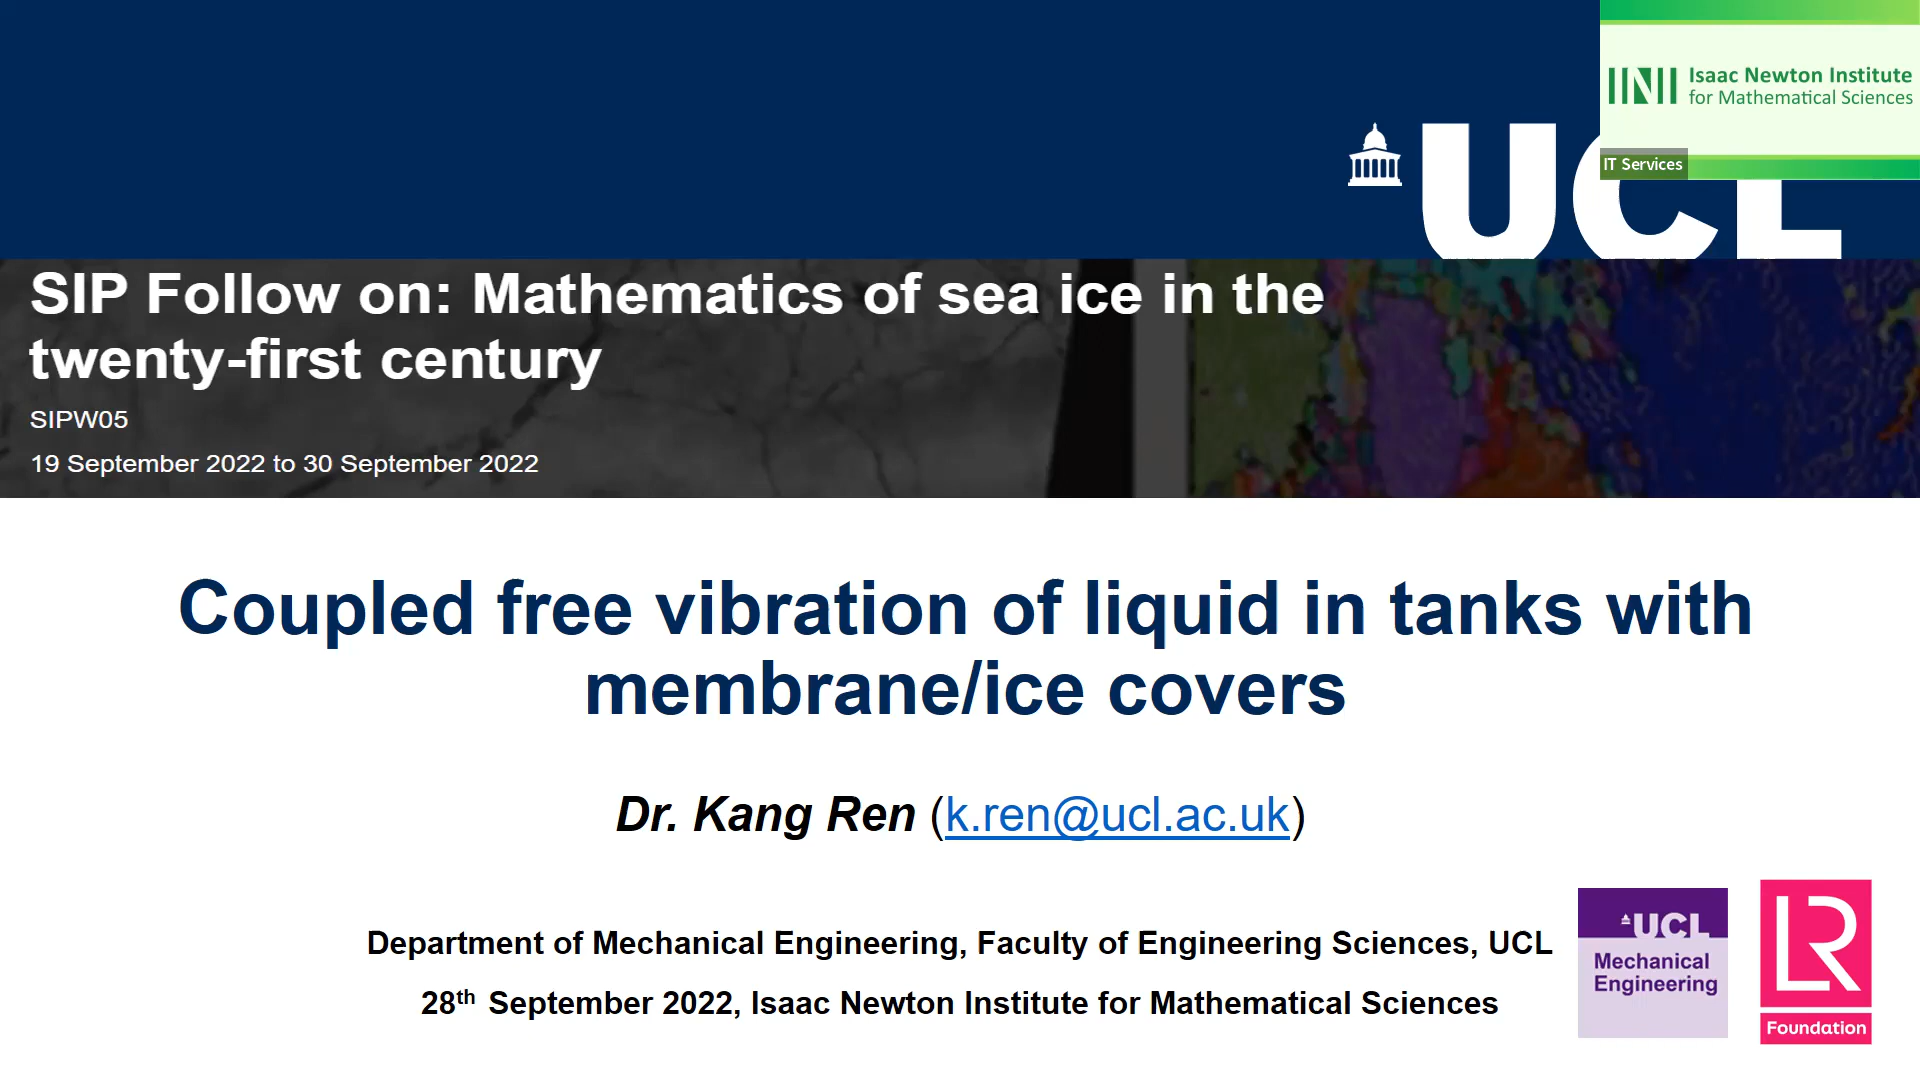 Isaac Newton Institute
for Mathematical Sciences
IT Services
UCL
SIP Follow on: Mathematics of sea ice in the
twenty-first century
SIPW05
19 September 2022 to 30 September 2022
Coupled free vibration of liquid in tanks with
membrane/ice covers
Dr. Kang Ren (k.ren@ucl.ac.uk)
Department of Mechanical Engineering, Faculty of Engineering Sciences, UCL
28th September 2022, Isaac Newton Institute for Mathematical Sciences
UCL
Mechanical
Engineering
LR
Foundation